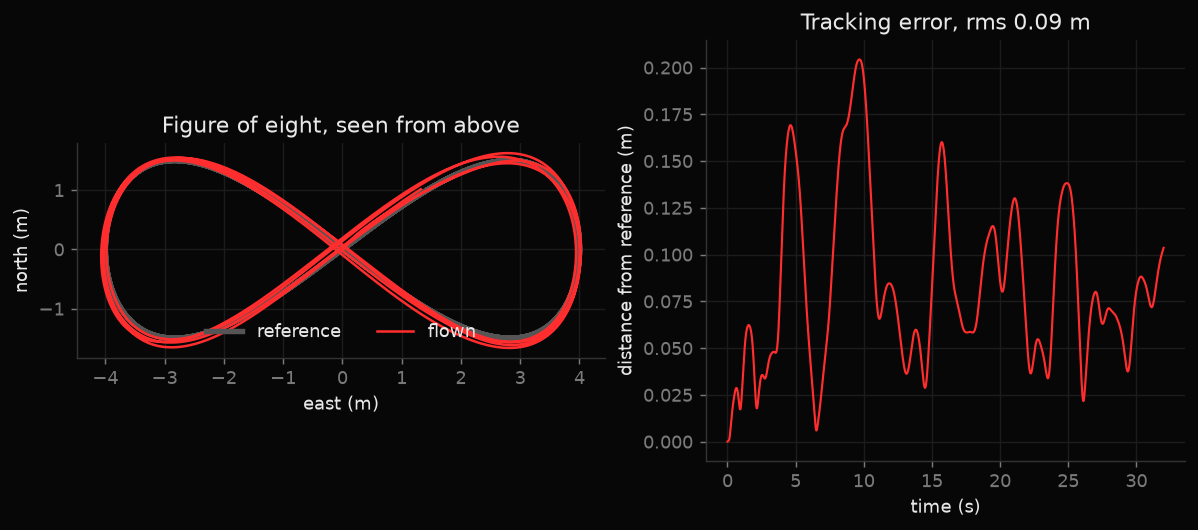 Figure of eight, seen from above
north (m)
1
0
−1
reference
flown
−4 −3 −2 −1 0 1 2 3 4
east (m)
Tracking error, rms 0.09 m
distance from reference (m)
0.200
0.175
0.150
0.125
0.100
0.075
0.050
0.025
0.000
0 5 10 15 20 25 30
time (s)